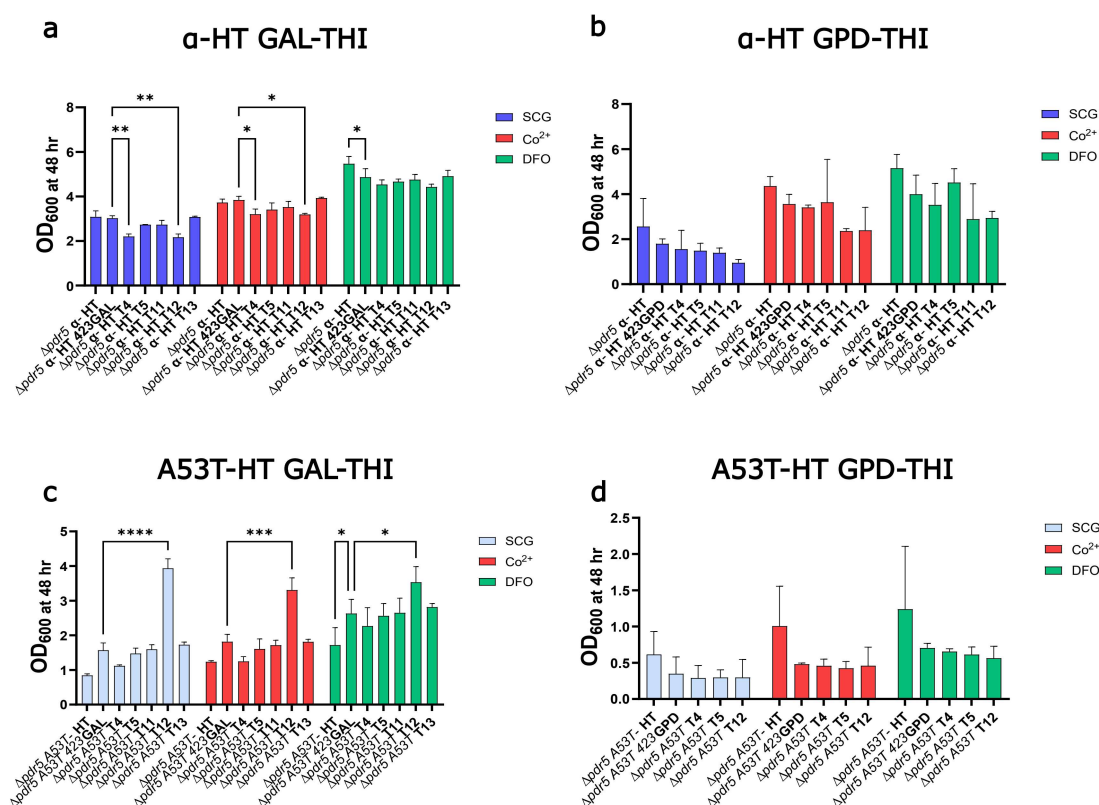 a
α-HT GAL-THI
OD600 at 48 hr
8
6
4
2
0
**
**
*
*
*
SCG
Co2+
DFO
Δpdr5 α- HT
Δpdr5 α- HT 423GAL
Δpdr5 α- HT T4
Δpdr5 α- HT T5
Δpdr5 α- HT T11
Δpdr5 α- HT T12
Δpdr5 α- HT T13
Δpdr5 α- HT
Δpdr5 α- HT 423GAL
Δpdr5 α- HT T4
Δpdr5 α- HT T5
Δpdr5 α- HT T11
Δpdr5 α- HT T12
Δpdr5 α- HT T13
Δpdr5 α- HT
Δpdr5 α- HT 423GAL
Δpdr5 α- HT T4
Δpdr5 α- HT T5
Δpdr5 α- HT T11
Δpdr5 α- HT T12
Δpdr5 α- HT T13
b
α-HT GPD-THI
OD600 at 48 hr
8
6
4
2
0
SCG
Co2+
DFO
Δpdr5 α- HT
Δpdr5 α- HT 423GPD
Δpdr5 α- HT T4
Δpdr5 α- HT T5
Δpdr5 α- HT T11
Δpdr5 α- HT T12
Δpdr5 α- HT
Δpdr5 α- HT 423GPD
Δpdr5 α- HT T4
Δpdr5 α- HT T5
Δpdr5 α- HT T11
Δpdr5 α- HT T12
Δpdr5 α- HT
Δpdr5 α- HT 423GPD
Δpdr5 α- HT T4
Δpdr5 α- HT T5
Δpdr5 α- HT T11
Δpdr5 α- HT T12
c
A53T-HT GAL-THI
OD600 at 48 hr
5
4
3
2
1
0
****
***
*
*
SCG
Co2+
DFO
Δpdr5 A53T- HT
Δpdr5 A53T 423GAL
Δpdr5 A53T T4
Δpdr5 A53T T5
Δpdr5 A53T T11
Δpdr5 A53T T12
Δpdr5 A53T T13
Δpdr5 A53T- HT
Δpdr5 A53T 423GAL
Δpdr5 A53T T4
Δpdr5 A53T T5
Δpdr5 A53T T11
Δpdr5 A53T T12
Δpdr5 A53T T13
Δpdr5 A53T- HT
Δpdr5 A53T 423GAL
Δpdr5 A53T T4
Δpdr5 A53T T5
Δpdr5 A53T T11
Δpdr5 A53T T12
Δpdr5 A53T T13
d
A53T-HT GPD-THI
OD600 at 48 hr
2.5
2.0
1.5
1.0
0.5
0.0
SCG
Co2+
DFO
Δpdr5 A53T- HT
Δpdr5 A53T 423GPD
Δpdr5 A53T T4
Δpdr5 A53T T5
Δpdr5 A53T T12
Δpdr5 A53T- HT
Δpdr5 A53T 423GPD
Δpdr5 A53T T4
Δpdr5 A53T T5
Δpdr5 A53T T12
Δpdr5 A53T- HT
Δpdr5 A53T 423GPD
Δpdr5 A53T T4
Δpdr5 A53T T5
Δpdr5 A53T T12